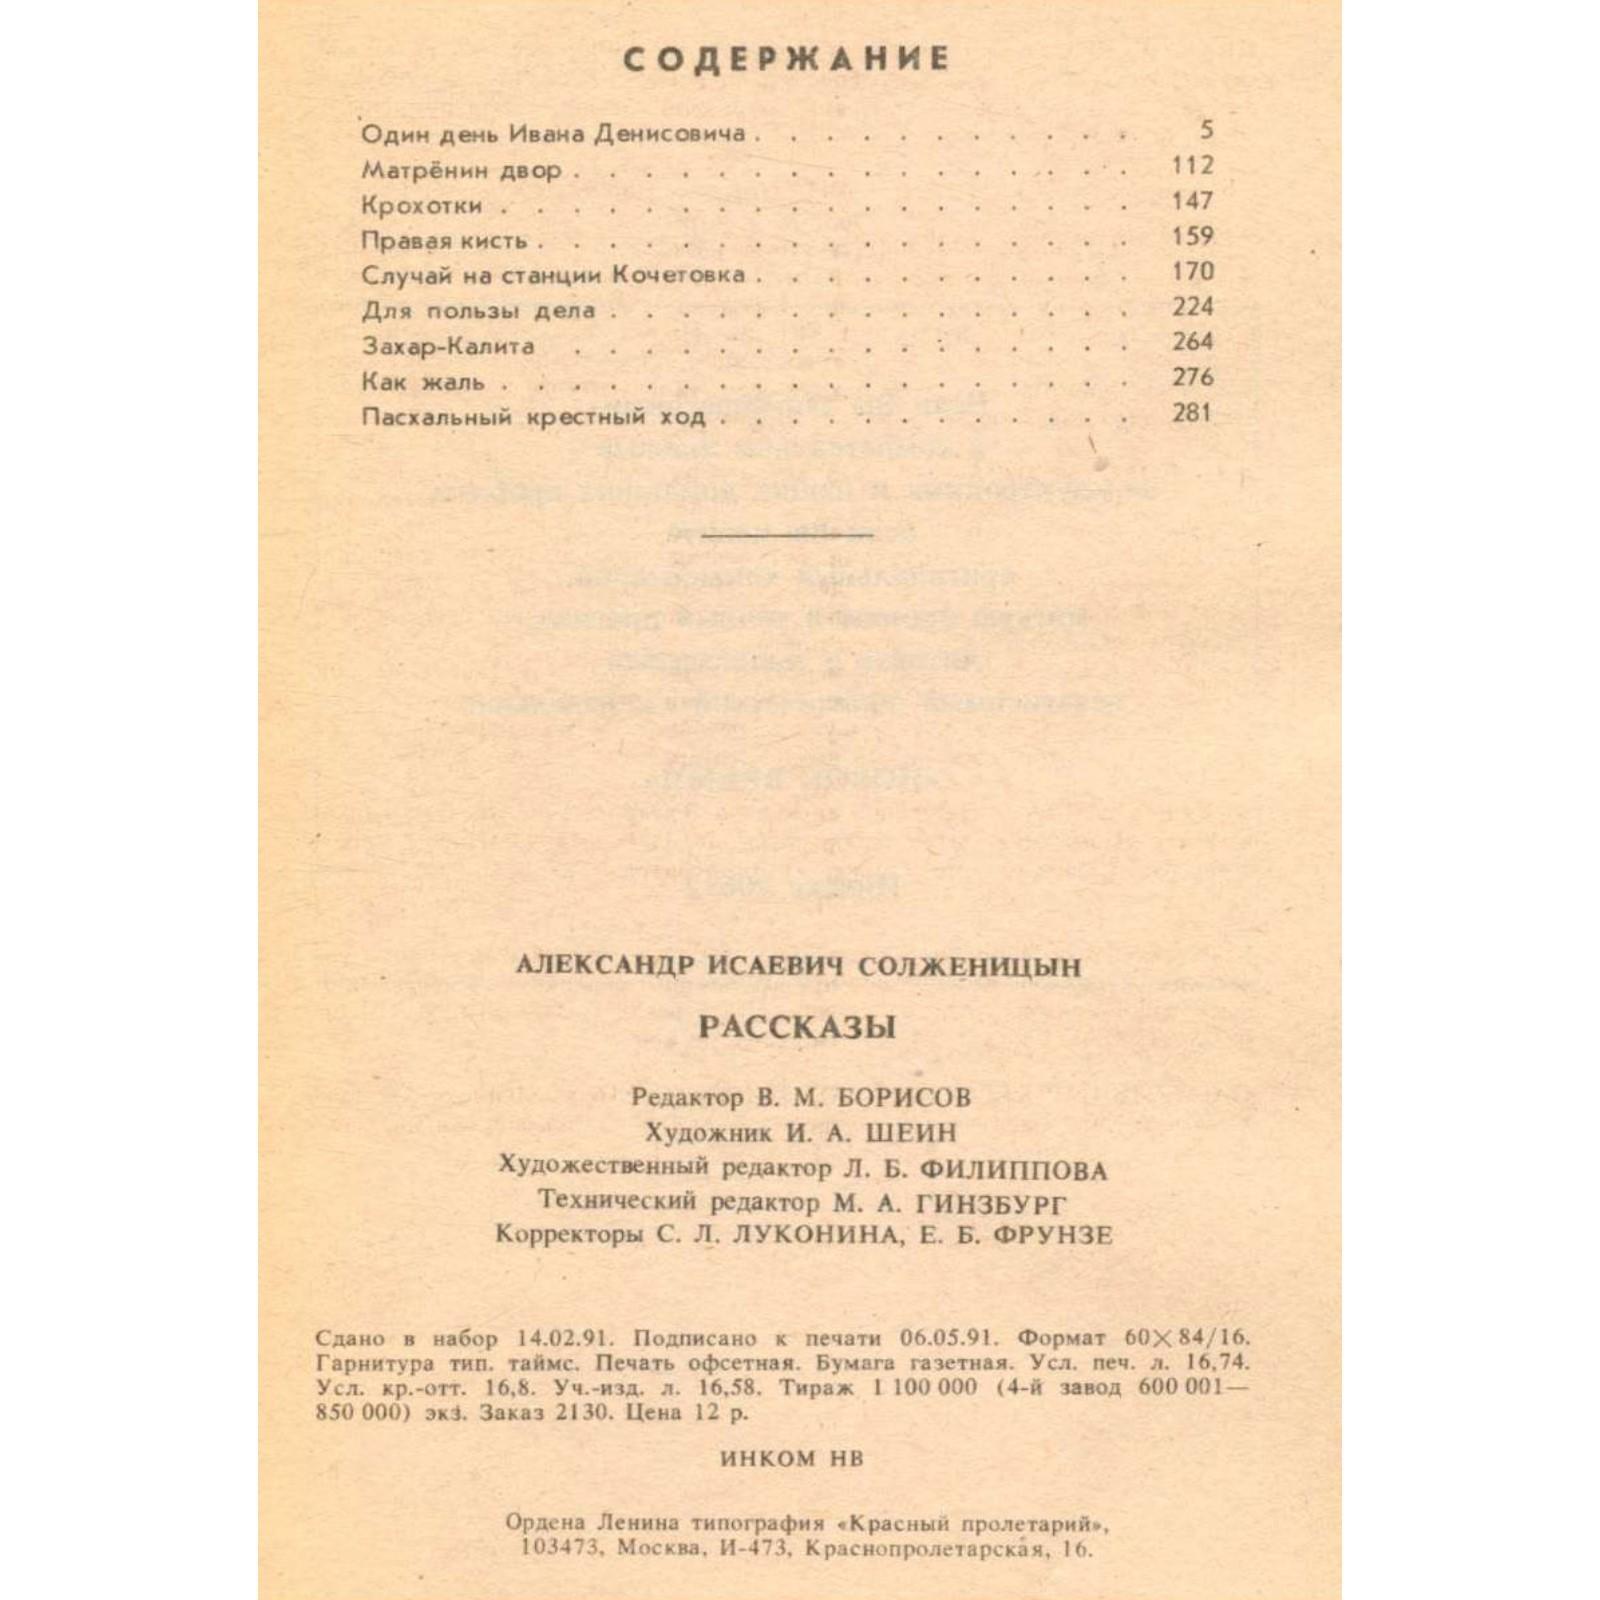 СОДЕРЖАНИЕ
Один день Ивана Денисовича . . . . . . . . . . . 5
Матрёнин двор . . . . . . . . . . . . . . . . 112
Крохотки . . . . . . . . . . . . . . . . . . 147
Правая кисть . . . . . . . . . . . . . . . . . 159
Случай на станции Кочетовка . . . . . . . . . . . 170
Для пользы дела . . . . . . . . . . . . . . . 224
Захар-Калита . . . . . . . . . . . . . . . . 264
Как жаль . . . . . . . . . . . . . . . . . . 276
Пасхальный крестный ход . . . . . . . . . . . . 281
АЛЕКСАНДР ИСАЕВИЧ СОЛЖЕНИЦЫН
РАССКАЗЫ
Редактор В. М. БОРИСОВ
Художник И. А. ШЕИН
Художественный редактор Л. Б. ФИЛИППОВА
Технический редактор М. А. ГИНЗБУРГ
Корректоры С. Л. ЛУКОНИНА, Е. Б. ФРУНЗЕ
Сдано в набор 14.02.91. Подписано к печати 06.05.91. Формат 60×84/16.
Гарнитура тип. таймс. Печать офсетная. Бумага газетная. Усл. печ. л. 16,74.
Усл. кр.-отт. 16,8. Уч.-изд. л. 16,58. Тираж 1 100 000 (4-й завод 600 001—
850 000) экз. Заказ 2130. Цена 12 р.
ИНКОМ НВ
Ордена Ленина типография «Красный пролетарий»,
103473, Москва, И-473, Краснопролетарская, 16.